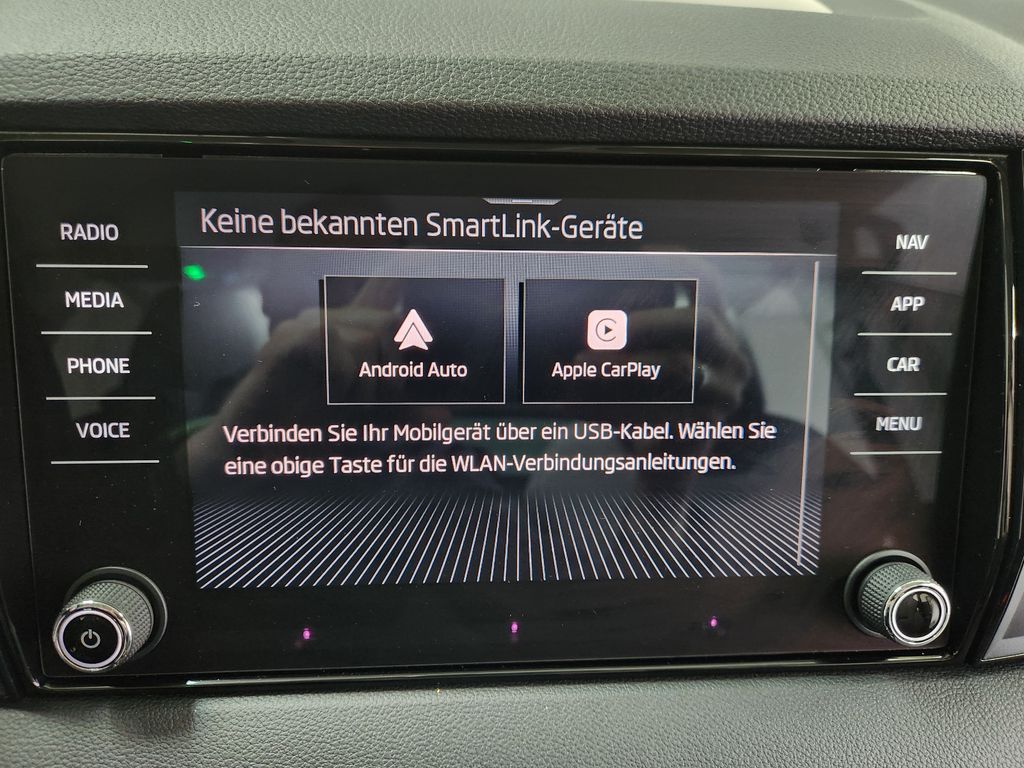 Keine bekannten SmartLink-Geräte
RADIO
MEDIA
PHONE
VOICE
Android Auto
Apple CarPlay
Verbinden Sie Ihr Mobilgerät über ein USB-Kabel. Wählen Sie
eine obige Taste für die WLAN-Verbindungsanleitungen.
NAV
APP
CAR
MENU